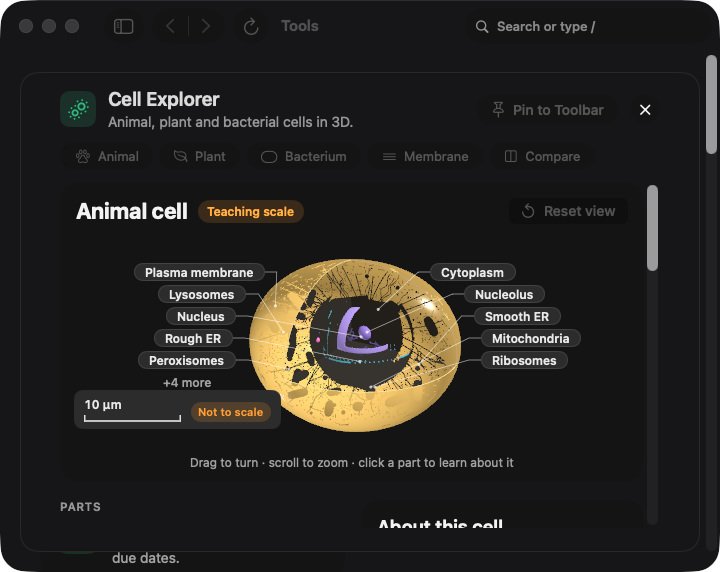 Tools
Search or type /
Cell Explorer
Animal, plant and bacterial cells in 3D.
Pin to Toolbar
Animal
Plant
Bacterium
Membrane
Compare
Animal cell
Teaching scale
Reset view
Plasma membrane
Lysosomes
Nucleus
Rough ER
Peroxisomes
+4 more
Cytoplasm
Nucleolus
Smooth ER
Mitochondria
Ribosomes
10 µm
Not to scale
Drag to turn · scroll to zoom · click a part to learn about it
PARTS
About this cell
due dates.